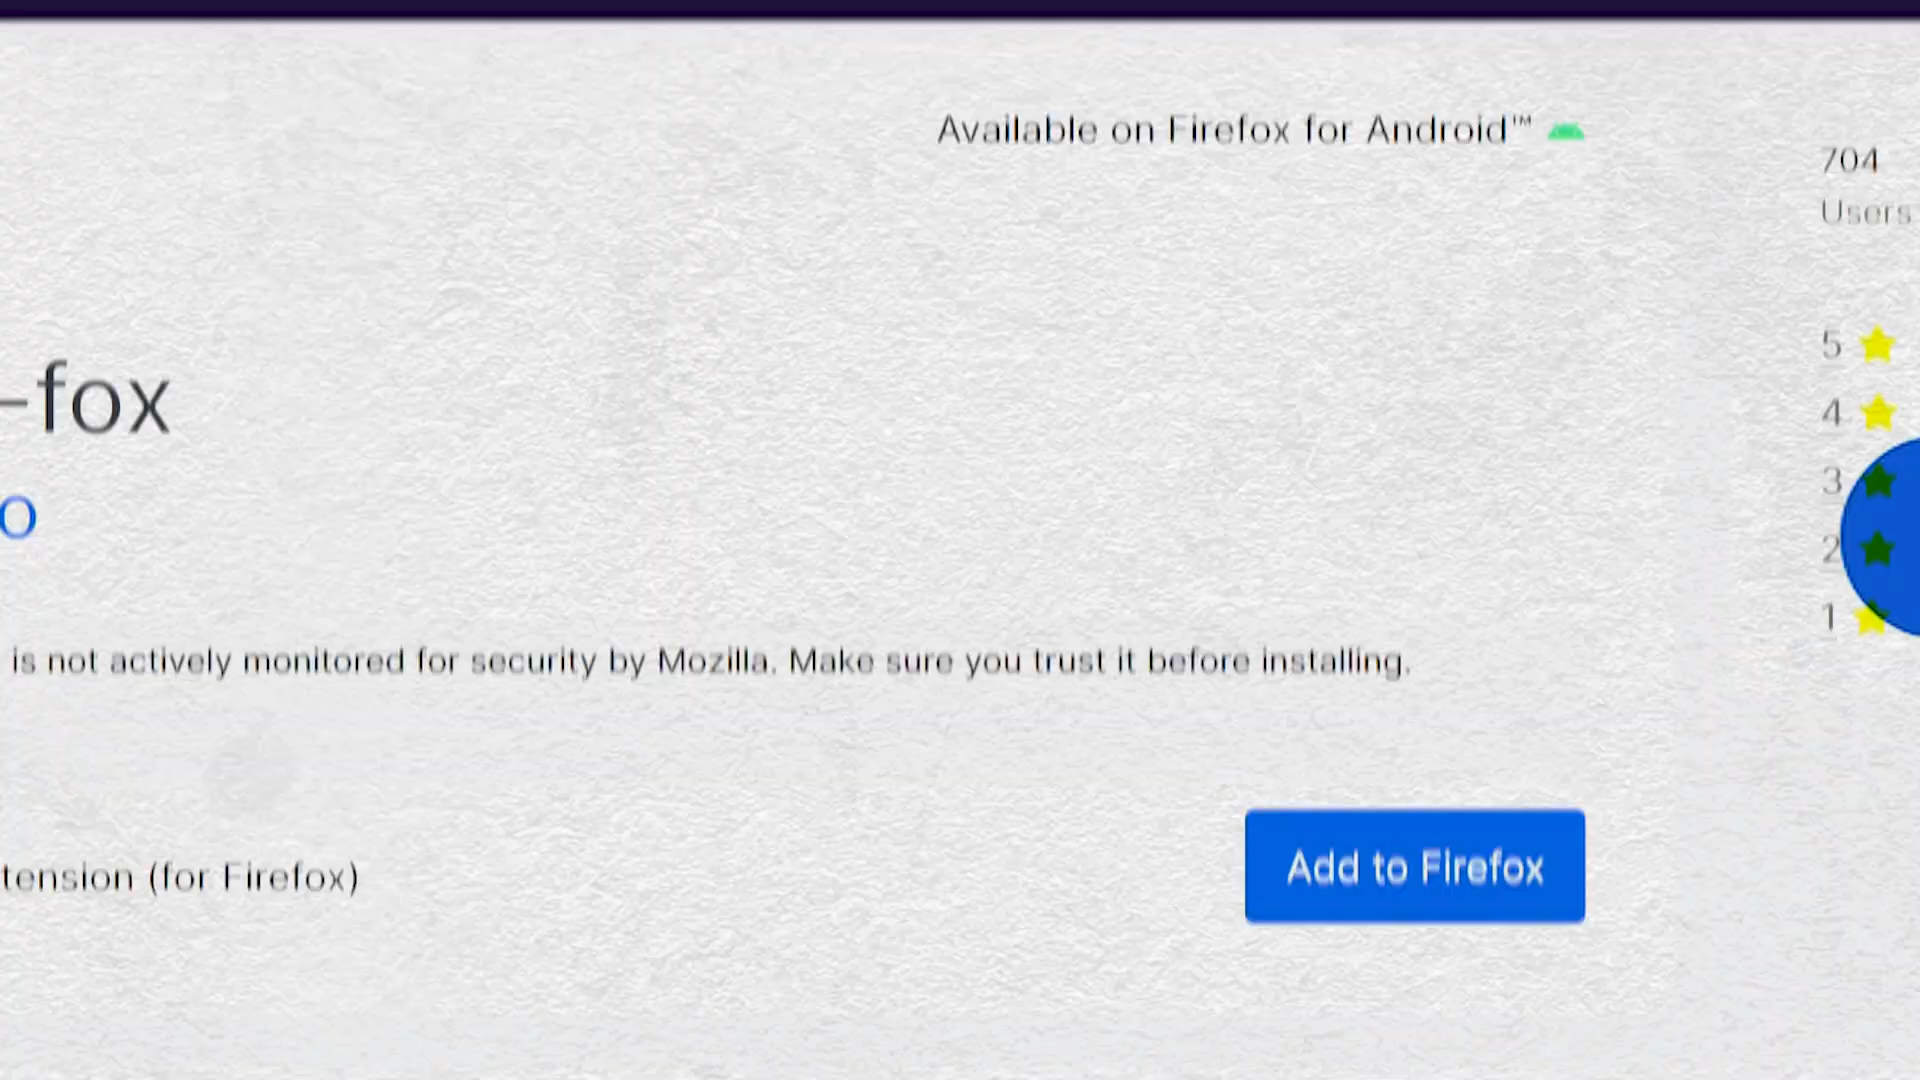 Available on Firefox for Android™
704
Users
5
4
3
2
1
-fox
o
is not actively monitored for security by Mozilla. Make sure you trust it before installing.
tension (for Firefox)
Add to Firefox